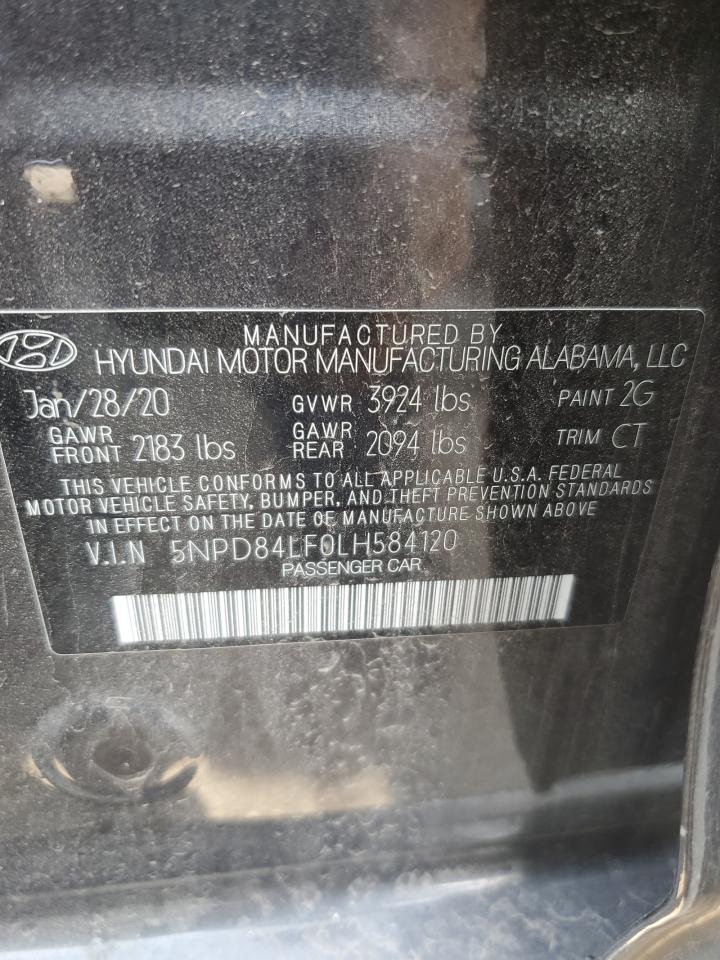 MANUFACTURED BY
HYUNDAI MOTOR MANUFACTURING ALABAMA, LLC
Jan/28/20 GVWR 3924 lbs PAINT 2G
GAWR FRONT 2183 lbs GAWR REAR 2094 lbs TRIM CT
THIS VEHICLE CONFORMS TO ALL APPLICABLE U.S.A. FEDERAL
MOTOR VEHICLE SAFETY, BUMPER, AND THEFT PREVENTION STANDARDS
IN EFFECT ON THE DATE OF MANUFACTURE SHOWN ABOVE
V.I.N 5NPD84LF0LH584120
PASSENGER CAR